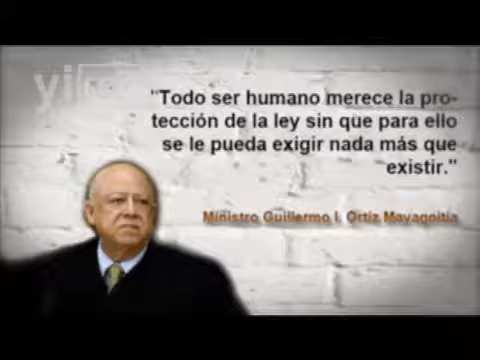 "Todo ser humano merece la pro-
tección de la ley sin que para ello
se le pueda exigir nada más que
existir."
Ministro Guillermo I. Ortiz Mayagoitia